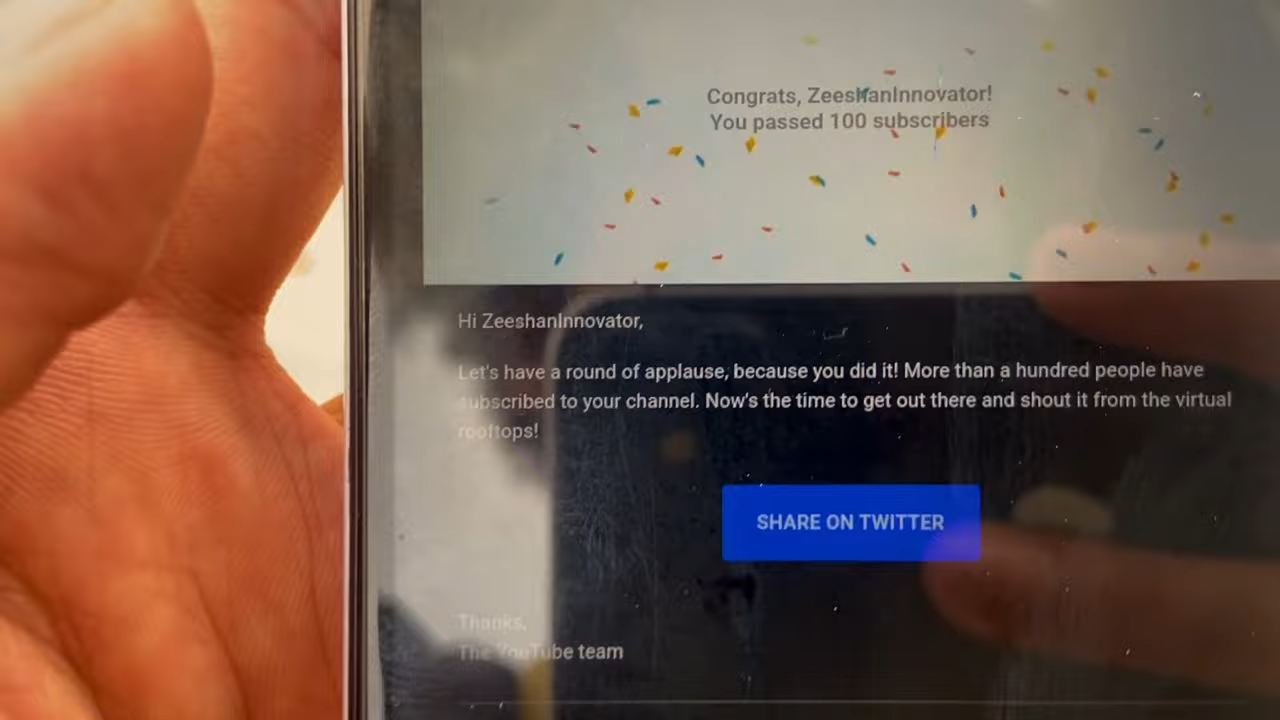 Congrats, ZeeshanInnovator!
You passed 100 subscribers
Hi ZeeshanInnovator,
Let's have a round of applause, because you did it! More than a hundred people have
subscribed to your channel. Now's the time to get out there and shout it from the virtual
rooftops!
SHARE ON TWITTER
Thanks,
The YouTube team